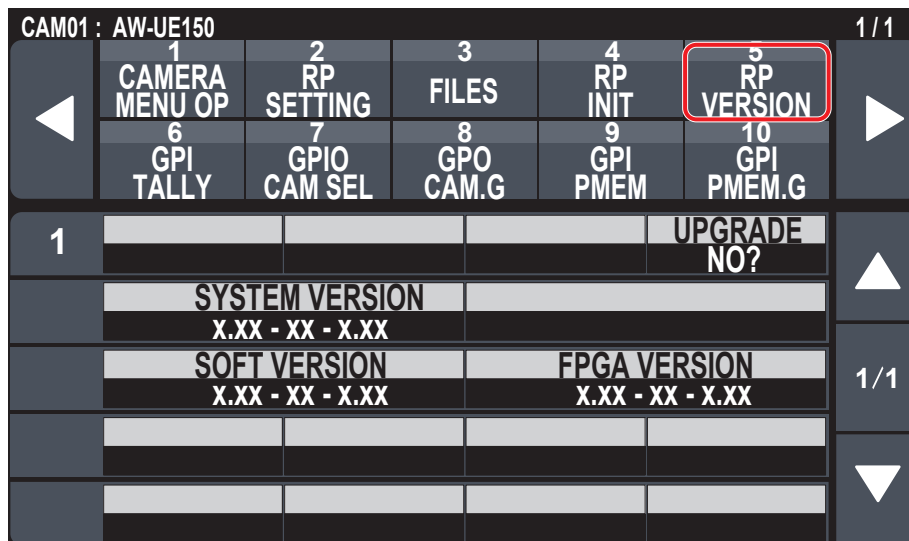 CAM01 : AW-UE150 1 / 1
1 2 3 4 5
CAMERA MENU OP
RP SETTING
FILES
RP INIT
RP VERSION
6 7 8 9 10
GPI TALLY
GPIO CAM SEL
GPO CAM.G
GPI PMEM
GPI PMEM.G
1
UPGRADE
NO?
SYSTEM VERSION
X.XX - XX - X.XX
SOFT VERSION FPGA VERSION
X.XX - XX - X.XX X.XX - XX - X.XX
1/1